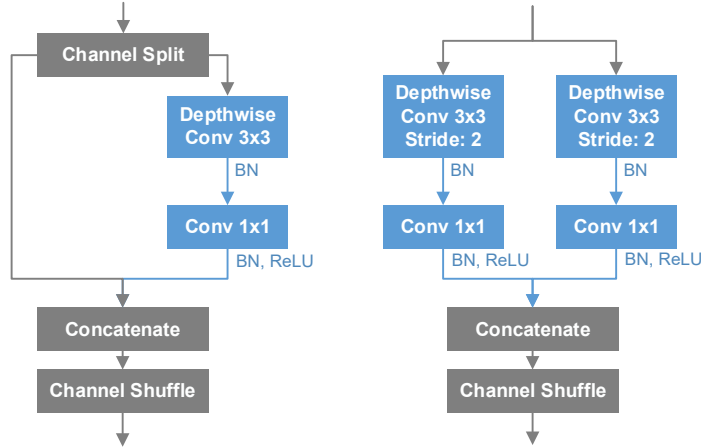 Channel Split
Depthwise
Conv 3x3
BN
Conv 1x1
BN, ReLU
Concatenate
Channel Shuffle
Depthwise
Conv 3x3
Stride: 2
BN
Conv 1x1
BN, ReLU
Depthwise
Conv 3x3
Stride: 2
BN
Conv 1x1
BN, ReLU
Concatenate
Channel Shuffle